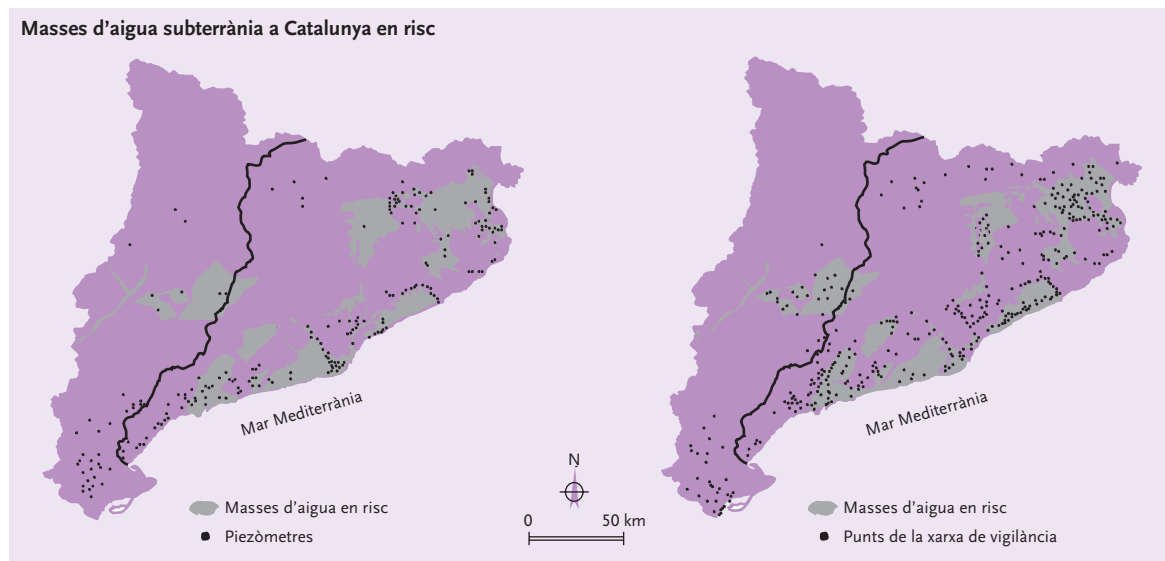 Masses d’aigua subterrània a Catalunya en risc
Mar Mediterrània
Masses d’aigua en risc
Piezòmetres
N
0 50 km
Mar Mediterrània
Masses d’aigua en risc
Punts de la xarxa de vigilància